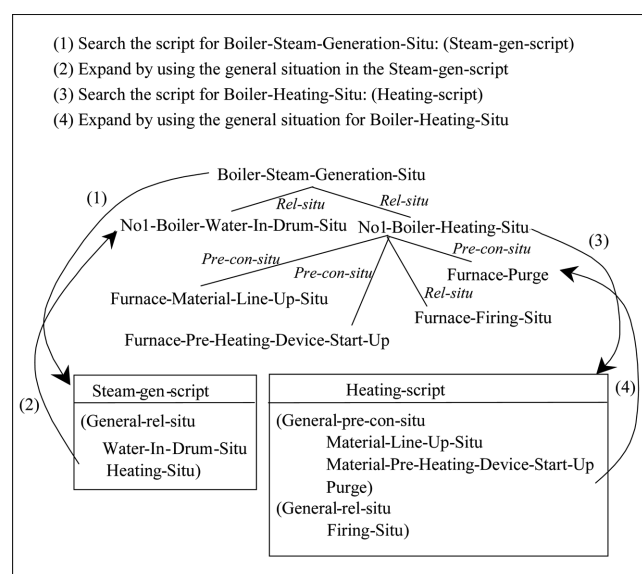 (1) Search the script for Boiler-Steam-Generation-Situ: (Steam-gen-script)
(2) Expand by using the general situation in the Steam-gen-script
(3) Search the script for Boiler-Heating-Situ: (Heating-script)
(4) Expand by using the general situation for Boiler-Heating-Situ
Boiler-Steam-Generation-Situ
(1)
Rel-situ
Rel-situ
No1-Boiler-Water-In-Drum-Situ
No1-Boiler-Heating-Situ
(3)
Pre-con-situ
Pre-con-situ
Pre-con-situ
Furnace-Purge
Furnace-Material-Line-Up-Situ
Rel-situ
Furnace-Firing-Situ
Furnace-Pre-Heating-Device-Start-Up
(2)
Steam-gen-script
(General-rel-situ
Water-In-Drum-Situ
Heating-Situ)
Heating-script
(4)
(General-pre-con-situ
Material-Line-Up-Situ
Material-Pre-Heating-Device-Start-Up
Purge)
(General-rel-situ
Firing-Situ)